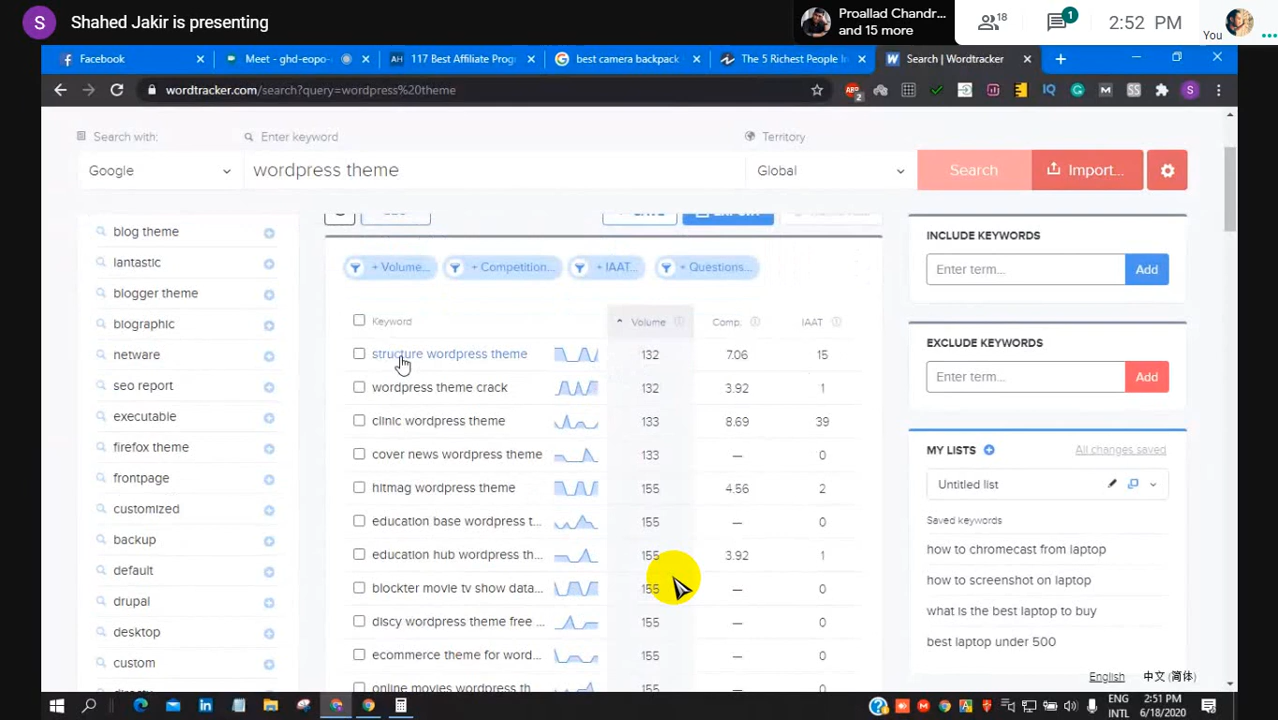 S Shahed Jakir is presenting
Proallad Chandr...
and 15 more
18
1
2:52 PM
You
Facebook
Meet - ghd-eopo-
117 Best Affiliate Prog
best camera backpack
The 5 Richest People In
Search | Wordtracker
wordtracker.com/search?query=wordpress%20theme
Search with:
Enter keyword
Territory
Google
wordpress theme
Global
Search
Import...
blog theme
lantastic
blogger theme
biographic
netware
seo report
executable
firefox theme
frontpage
customized
backup
default
drupal
desktop
custom
+ Volume...
+ Competition...
+ IAAT...
+ Questions...
Keyword Volume Comp. IAAT
structure wordpress theme 132 7.06 15
wordpress theme crack 132 3.92 1
clinic wordpress theme 133 8.69 39
cover news wordpress theme 133 — 0
hitmag wordpress theme 155 4.56 2
education base wordpress t... 155 — 0
education hub wordpress th... 155 3.92 1
blockter movie tv show data... 155 — 0
discy wordpress theme free ... 155 — 0
ecommerce theme for word... 155 — 0
online movies wordpress th...
INCLUDE KEYWORDS
Enter term...
Add
EXCLUDE KEYWORDS
Enter term...
Add
MY LISTS
All changes saved
Untitled list
Saved keywords
how to chromecast from laptop
how to screenshot on laptop
what is the best laptop to buy
best laptop under 500
English 中文 (简体)
ENG
INTL
2:51 PM
6/18/2020